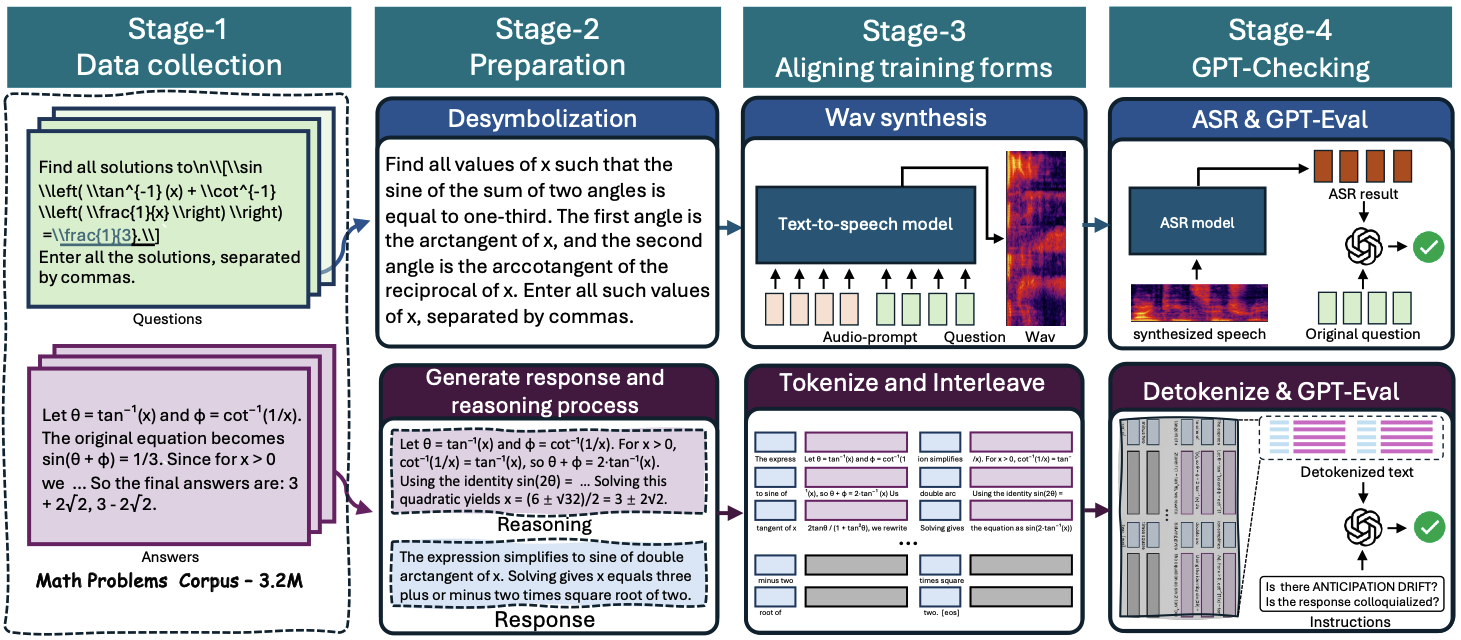 Stage-1
Data collection
Find all solutions to\n\\[\\sin
\\left( \\tan^{-1} (x) + \\cot^{-1}
\\left( \\frac{1}{x} \\right) \\right)
=\\frac{1}{3}.\\]
Enter all the solutions, separated
by commas.
Questions
Let θ = tan⁻¹(x) and ϕ = cot⁻¹(1/x).
The original equation becomes
sin(θ + ϕ) = 1/3. Since for x > 0
we ... So the final answers are: 3
+ 2√2, 3 - 2√2.
Answers
Math Problems Corpus – 3.2M
Stage-2
Preparation
Desymbolization
Find all values of x such that the
sine of the sum of two angles is
equal to one-third. The first angle is
the arctangent of x, and the second
angle is the arccotangent of the
reciprocal of x. Enter all such values
of x, separated by commas.
Generate response and
reasoning process
Let θ = tan⁻¹(x) and ϕ = cot⁻¹(1/x). For x > 0,
cot⁻¹(1/x) = tan⁻¹(x), so θ + ϕ = 2·tan⁻¹(x).
Using the identity sin(2θ) = ... Solving this
quadratic yields x = (6 ± √32)/2 = 3 ± 2√2.
Reasoning
The expression simplifies to sine of double
arctangent of x. Solving gives x equals three
plus or minus two times square root of two.
Response
Stage-3
Aligning training forms
Wav synthesis
Text-to-speech model
Audio-prompt
Question
Wav
Tokenize and Interleave
The express
Let θ = tan⁻¹(x) and ϕ = cot⁻¹(1
ion simplifies
/x). For x > 0, cot⁻¹(1/x) = tan⁻
to sine of
¹(x), so θ + ϕ = 2·tan⁻¹ (x) Us
double arc
Using the identity sin(2θ) =
tangent of x
2tanθ / (1 + tan²θ), we rewrite
Solving gives
the equation as sin(2·tan⁻¹(x))
...
minus two
times square
root of
two. [eos]
Stage-4
GPT-Checking
ASR & GPT-Eval
ASR model
ASR result
synthesized speech
Original question
Detokenize & GPT-Eval
Detokenized text
Is there ANTICIPATION DRIFT?
Is the response colloquialized?
Instructions